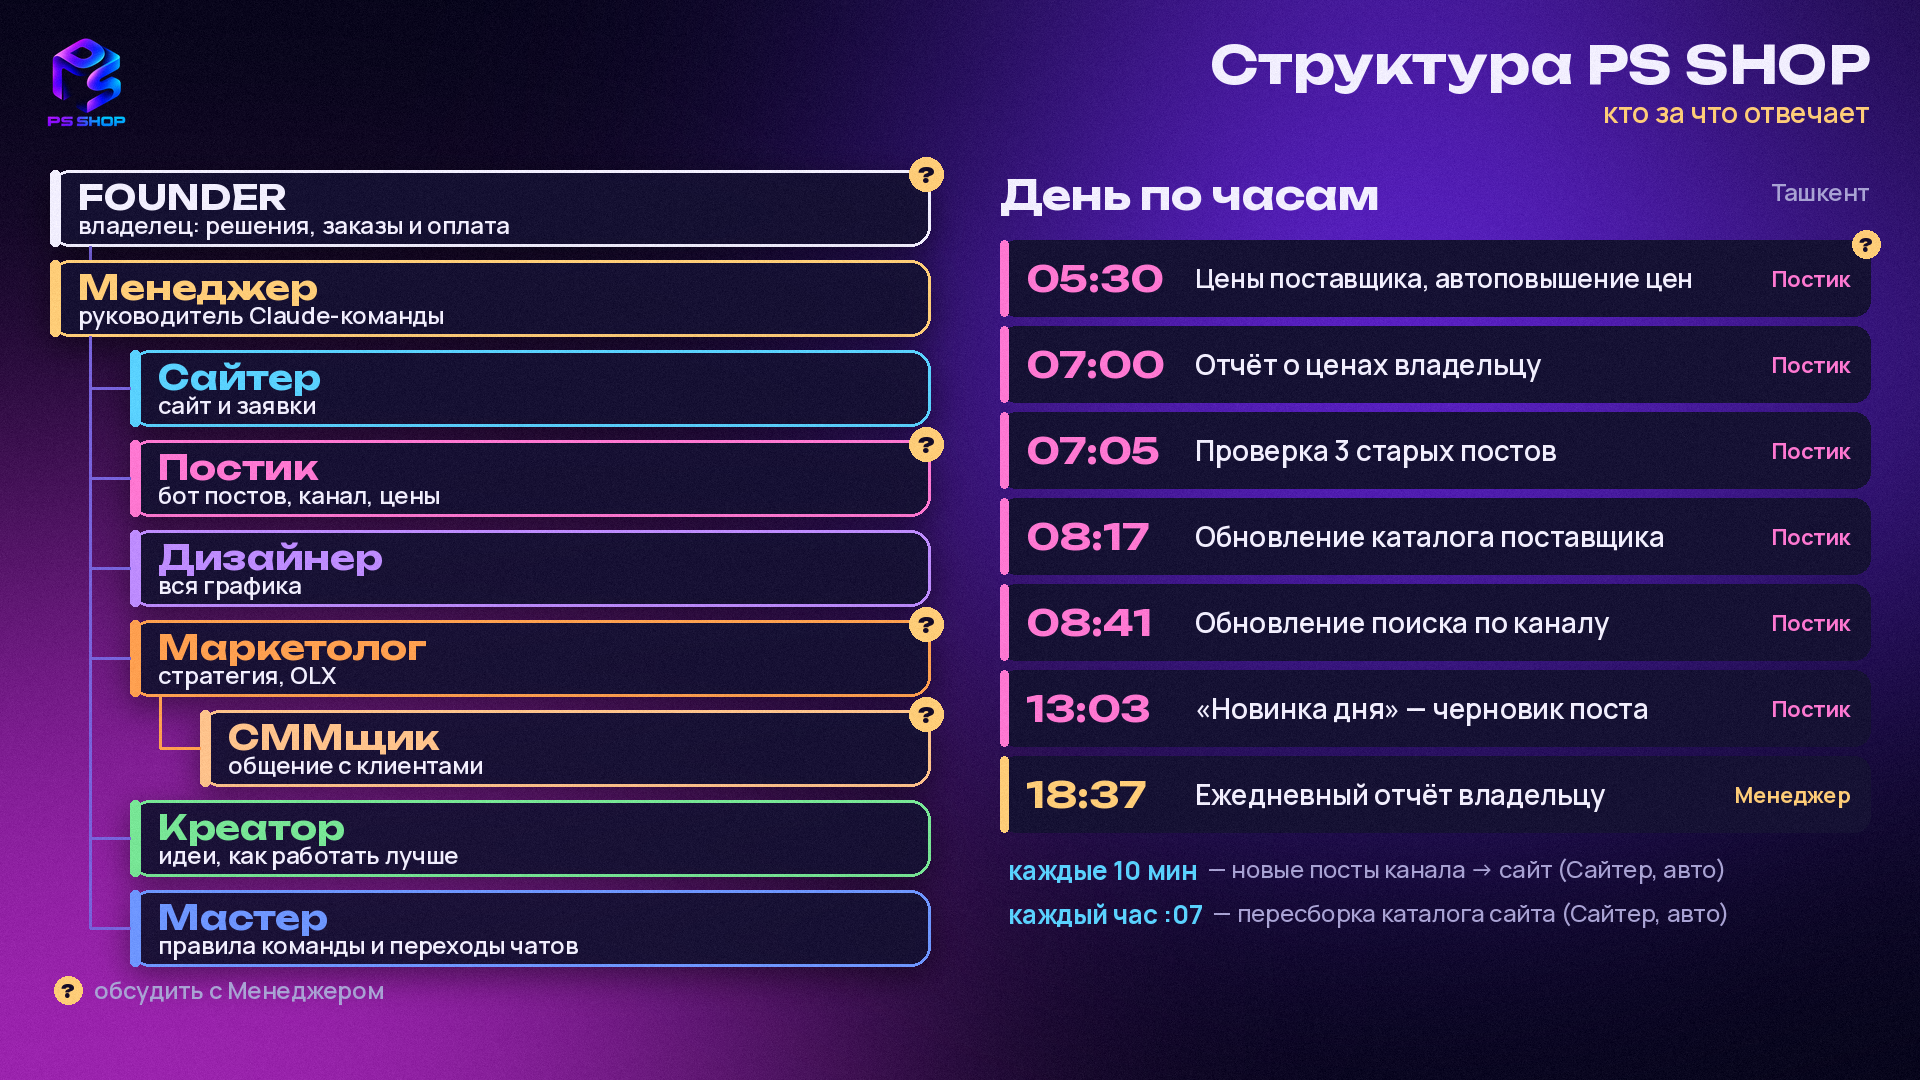 PS SHOP
Структура PS SHOP
кто за что отвечает
FOUNDER
владелец: решения, заказы и оплата
?
Менеджер
руководитель Claude-команды
Сайтер
сайт и заявки
Постик
бот постов, канал, цены
?
Дизайнер
вся графика
Маркетолог
стратегия, OLX
?
СММщик
общение с клиентами
?
Креатор
идеи, как работать лучше
Мастер
правила команды и переходы чатов
? обсудить с Менеджером
День по часам Ташкент
?
05:30 Цены поставщика, автоповышение цен Постик
07:00 Отчёт о ценах владельцу Постик
07:05 Проверка 3 старых постов Постик
08:17 Обновление каталога поставщика Постик
08:41 Обновление поиска по каналу Постик
13:03 «Новинка дня» — черновик поста Постик
18:37 Ежедневный отчёт владельцу Менеджер
каждые 10 мин — новые посты канала → сайт (Сайтер, авто)
каждый час :07 — пересборка каталога сайта (Сайтер, авто)